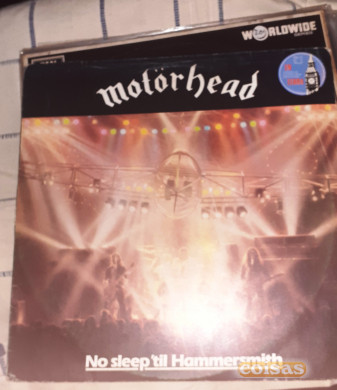 WORLDWIDE
motörhead
No sleep 'til Hammersmith
coisas